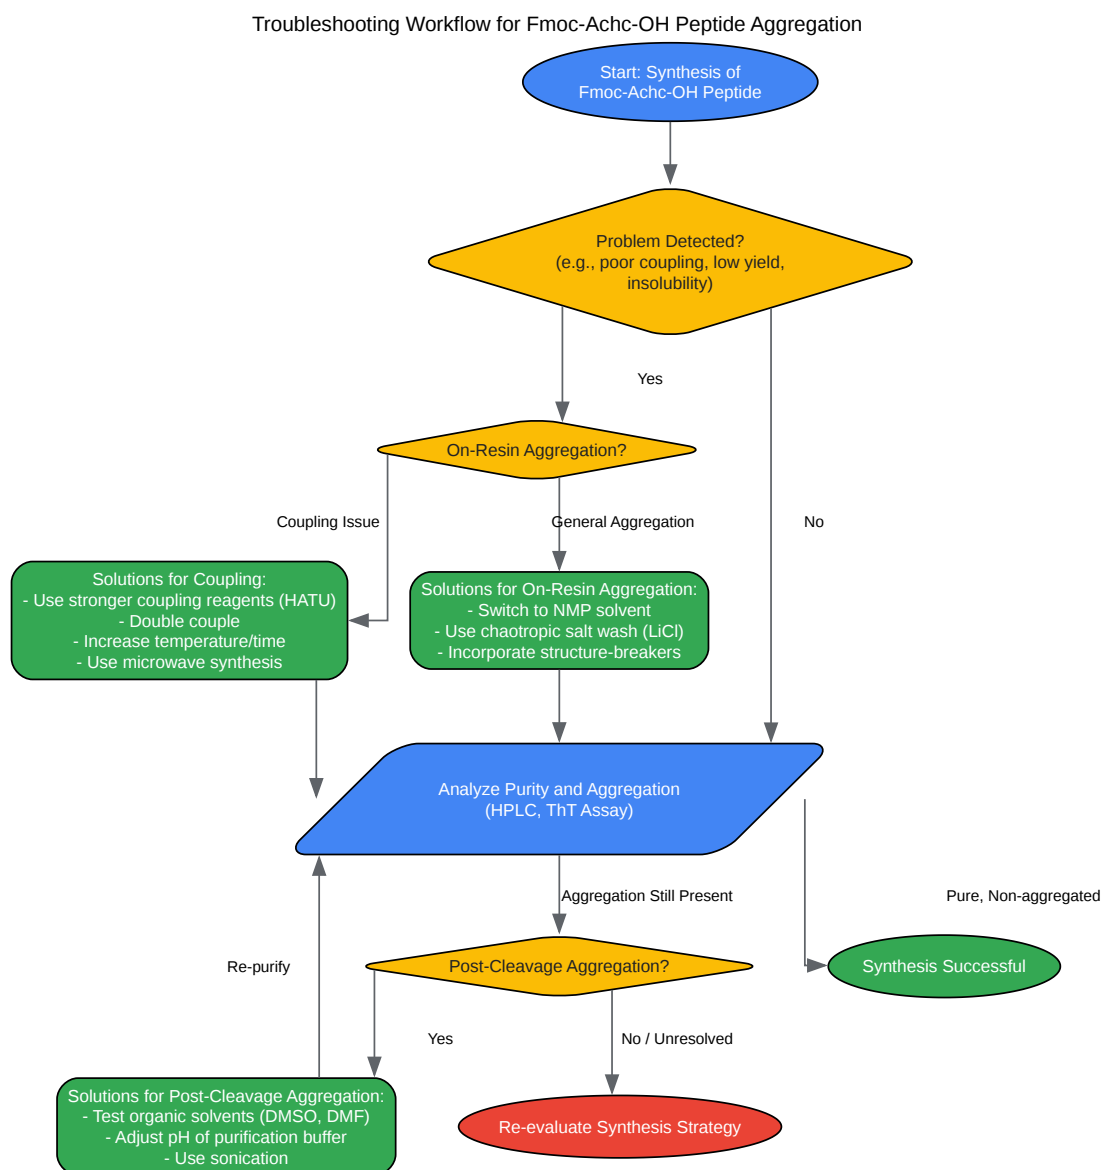 Troubleshooting Workflow for Fmoc-Achc-OH Peptide Aggregation
Start: Synthesis of
Fmoc-Achc-OH Peptide
Problem Detected?
(e.g., poor coupling, low yield,
insolubility)
Yes
On-Resin Aggregation?
Coupling Issue
General Aggregation
No
Solutions for Coupling:
- Use stronger coupling reagents (HATU)
- Double couple
- Increase temperature/time
- Use microwave synthesis
Solutions for On-Resin Aggregation:
- Switch to NMP solvent
- Use chaotropic salt wash (LiCl)
- Incorporate structure-breakers
Analyze Purity and Aggregation
(HPLC, ThT Assay)
Aggregation Still Present
Pure, Non-aggregated
Re-purify
Post-Cleavage Aggregation?
Synthesis Successful
Yes
No / Unresolved
Solutions for Post-Cleavage Aggregation:
- Test organic solvents (DMSO, DMF)
- Adjust pH of purification buffer
- Use sonication
Re-evaluate Synthesis Strategy